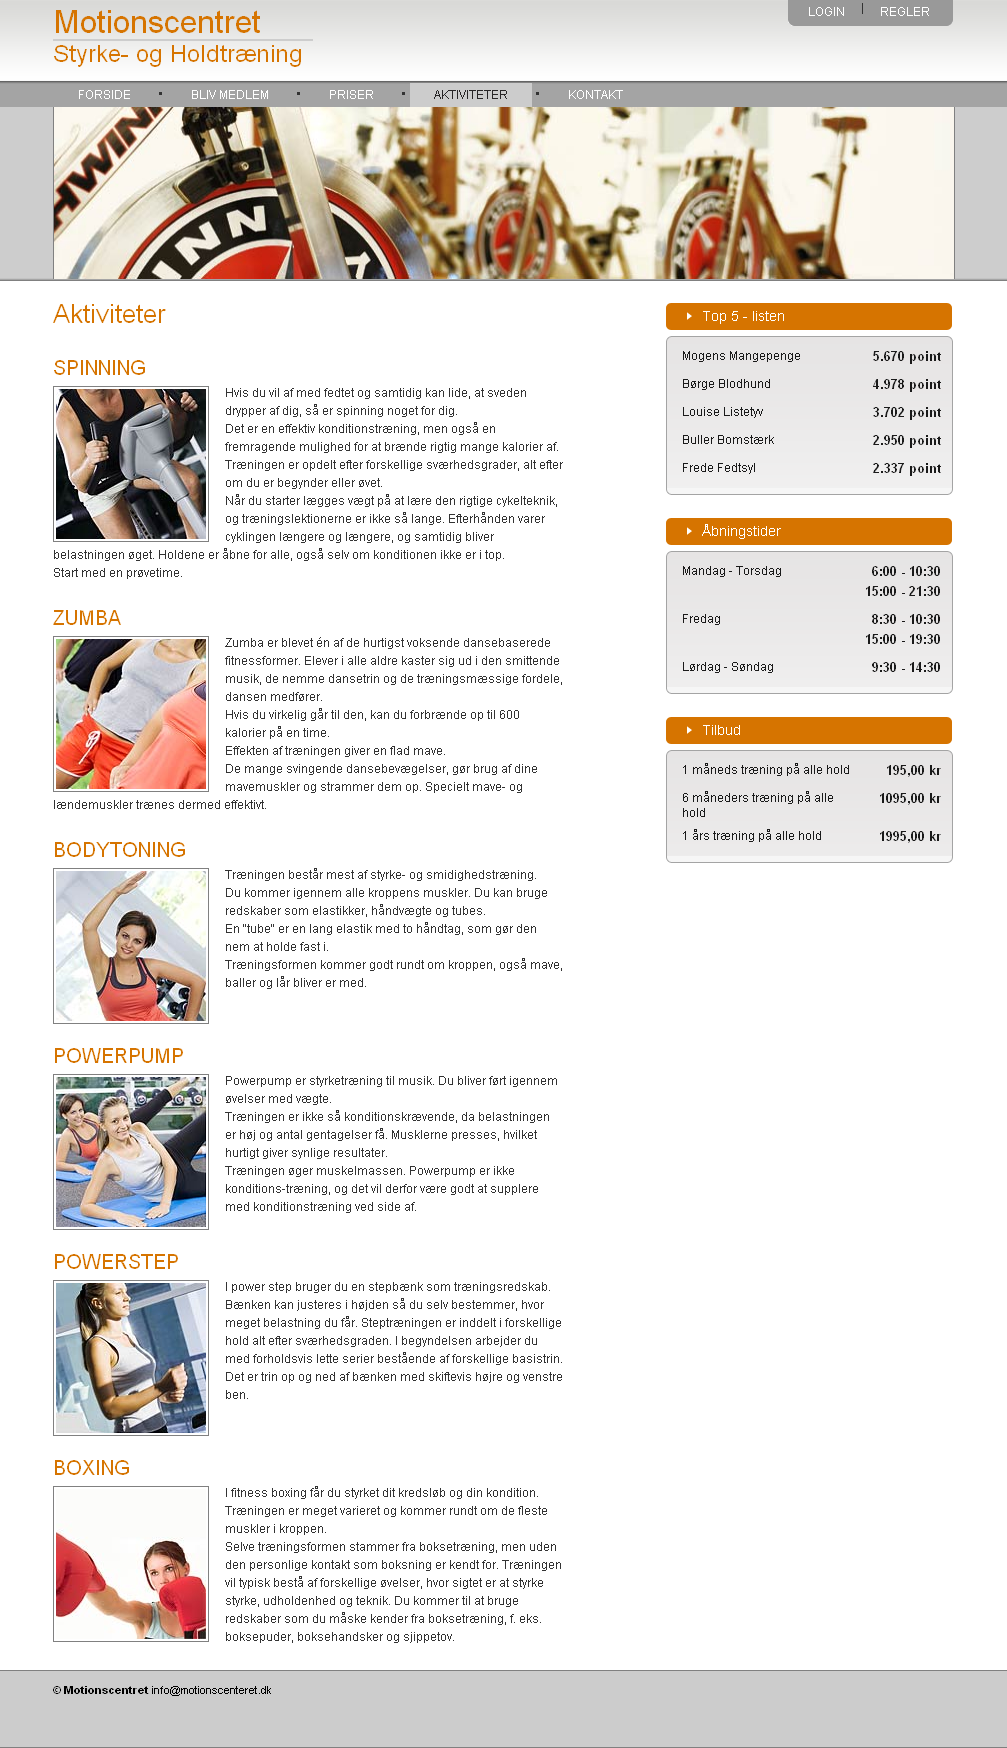 Motionscentret
Styrke- og Holdtræning
LOGIN | REGLER
FORSIDE · BLIV MEDLEM · PRISER · AKTIVITETER · KONTAKT
Aktiviteter
SPINNING
Hvis du vil af med fedtet og samtidig kan lide, at sveden
drypper af dig, så er spinning noget for dig.
Det er en effektiv konditionstræning, men også en
fremragende mulighed for at brænde rigtig mange kalorier af.
Træningen er opdelt efter forskellige sværhedsgrader, alt efter
om du er begynder eller øvet.
Når du starter lægges vægt på at lære den rigtige cykelteknik,
og træningslektionerne er ikke så lange. Efterhånden varer
cyklingen længere og længere, og samtidig bliver
belastningen øget. Holdene er åbne for alle, også selv om konditionen ikke er i top.
Start med en prøvetime.
ZUMBA
Zumba er blevet én af de hurtigst voksende dansebaserede
fitnessformer. Elever i alle aldre kaster sig ud i den smittende
musik, de nemme dansetrin og de træningsmæssige fordele,
dansen medfører.
Hvis du virkelig går til den, kan du forbrænde op til 600
kalorier på en time.
Effekten af træningen giver en flad mave.
De mange svingende dansebevægelser, gør brug af dine
mavemuskler og strammer dem op. Specielt mave- og
lændemuskler trænes dermed effektivt.
BODYTONING
Træningen består mest af styrke- og smidighedstræning.
Du kommer igennem alle kroppens muskler. Du kan bruge
redskaber som elastikker, håndvægte og tubes.
En "tube" er en lang elastik med to håndtag, som gør den
nem at holde fast i.
Træningsformen kommer godt rundt om kroppen, også mave,
baller og lår bliver er med.
POWERPUMP
Powerpump er styrketræning til musik. Du bliver ført igennem
øvelser med vægte.
Træningen er ikke så konditionskrævende, da belastningen
er høj og antal gentagelser få. Musklerne presses, hvilket
hurtigt giver synlige resultater.
Træningen øger muskelmassen. Powerpump er ikke
konditions-træning, og det vil derfor være godt at supplere
med konditionstræning ved side af.
POWERSTEP
I power step bruger du en stepbænk som træningsredskab.
Bænken kan justeres i højden så du selv bestemmer, hvor
meget belastning du får. Steptræningen er inddelt i forskellige
hold alt efter sværhedsgraden. I begyndelsen arbejder du
med forholdsvis lette serier bestående af forskellige basistrin.
Det er trin op og ned af bænken med skiftevis højre og venstre
ben.
BOXING
I fitness boxing får du styrket dit kredsløb og din kondition.
Træningen er meget varieret og kommer rundt om de fleste
muskler i kroppen.
Selve træningsformen stammer fra boksetræning, men uden
den personlige kontakt som boksning er kendt for. Træningen
vil typisk bestå af forskellige øvelser, hvor sigtet er at styrke
styrke, udholdenhed og teknik. Du kommer til at bruge
redskaber som du måske kender fra boksetræning, f. eks.
boksepuder, boksehandsker og sjippetov.
Top 5 - listen
Mogens Mangepenge 5.670 point
Børge Blodhund 4.978 point
Louise Listetyv 3.702 point
Buller Bomstærk 2.950 point
Frede Fedtsyl 2.337 point
Åbningstider
Mandag - Torsdag 6:00 - 10:30
15:00 - 21:30
Fredag 8:30 - 10:30
15:00 - 19:30
Lørdag - Søndag 9:30 - 14:30
Tilbud
1 måneds træning på alle hold 195,00 kr
6 måneders træning på alle 1095,00 kr
hold
1 års træning på alle hold 1995,00 kr
© Motionscentret info@motionscenteret.dk